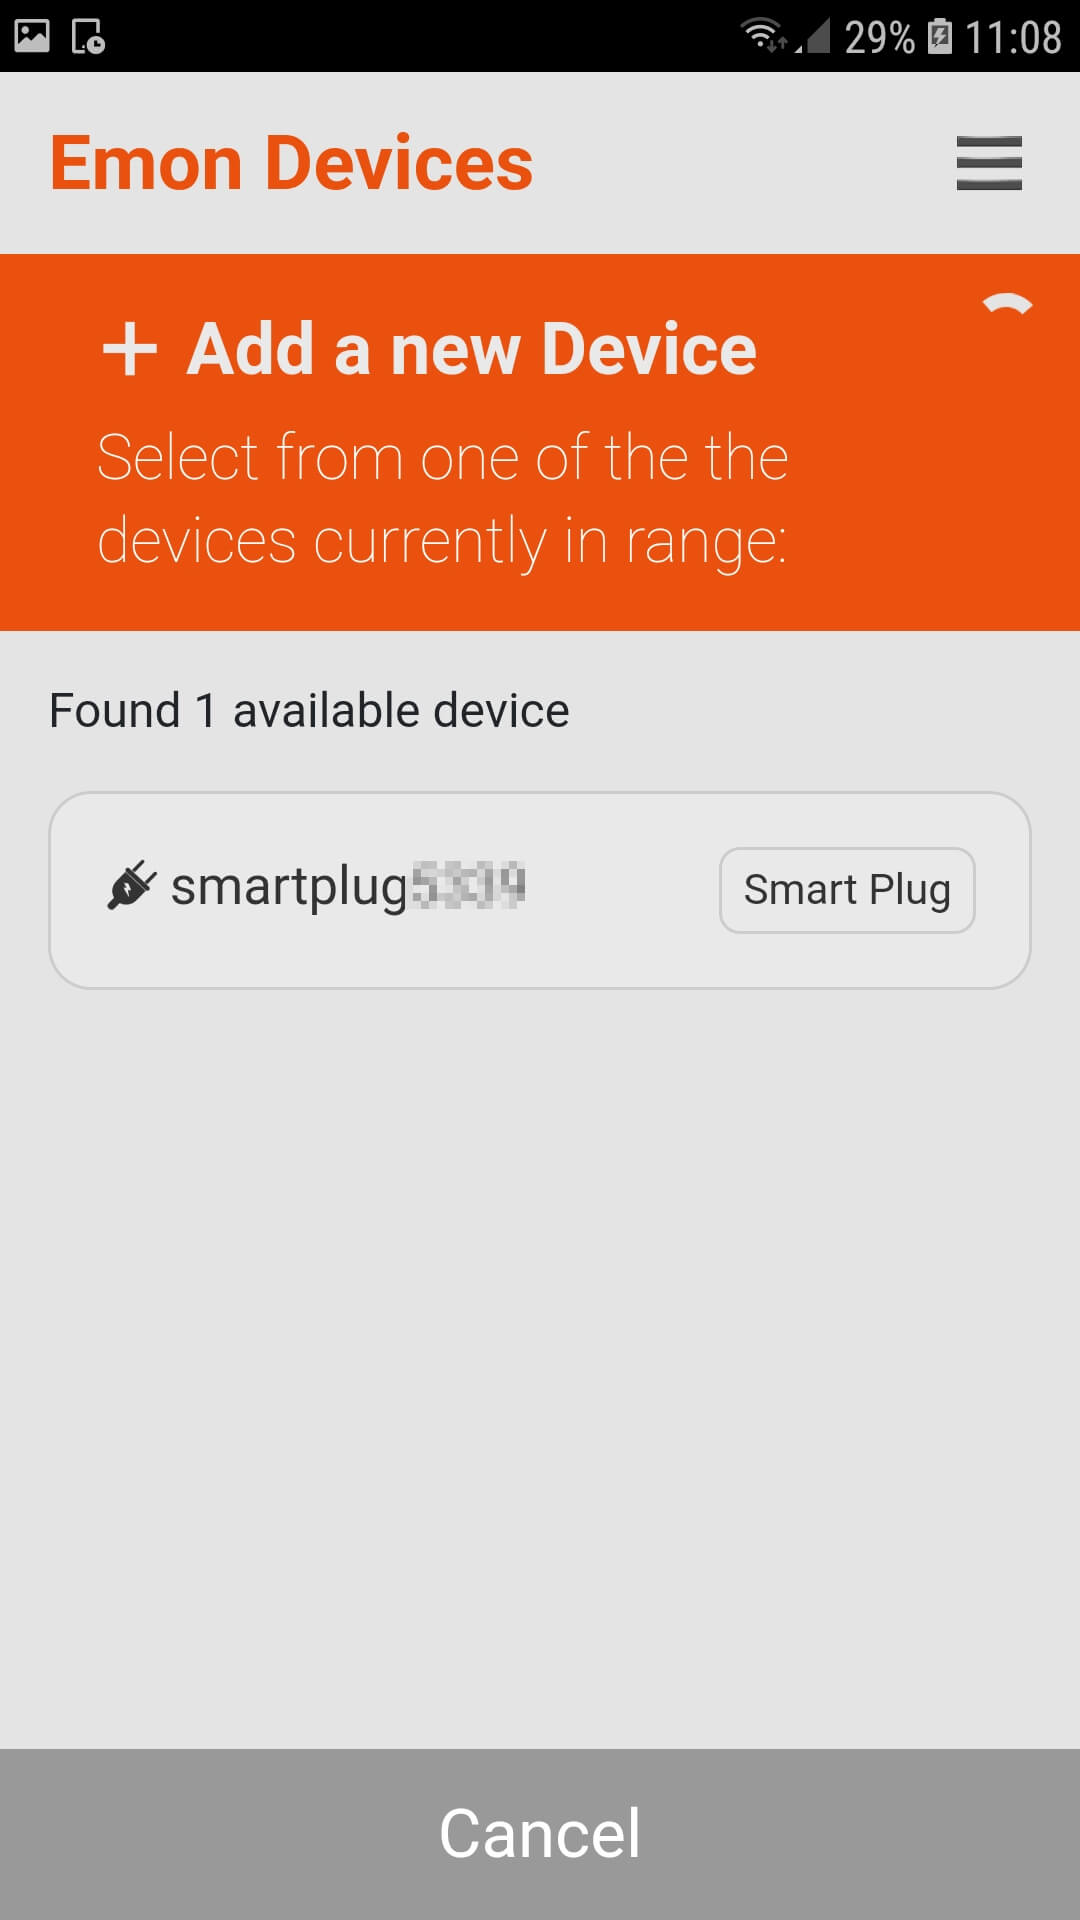 29% 11:08
Emon Devices
+ Add a new Device
Select from one of the the
devices currently in range:
Found 1 available device
smartplug
Smart Plug
Cancel